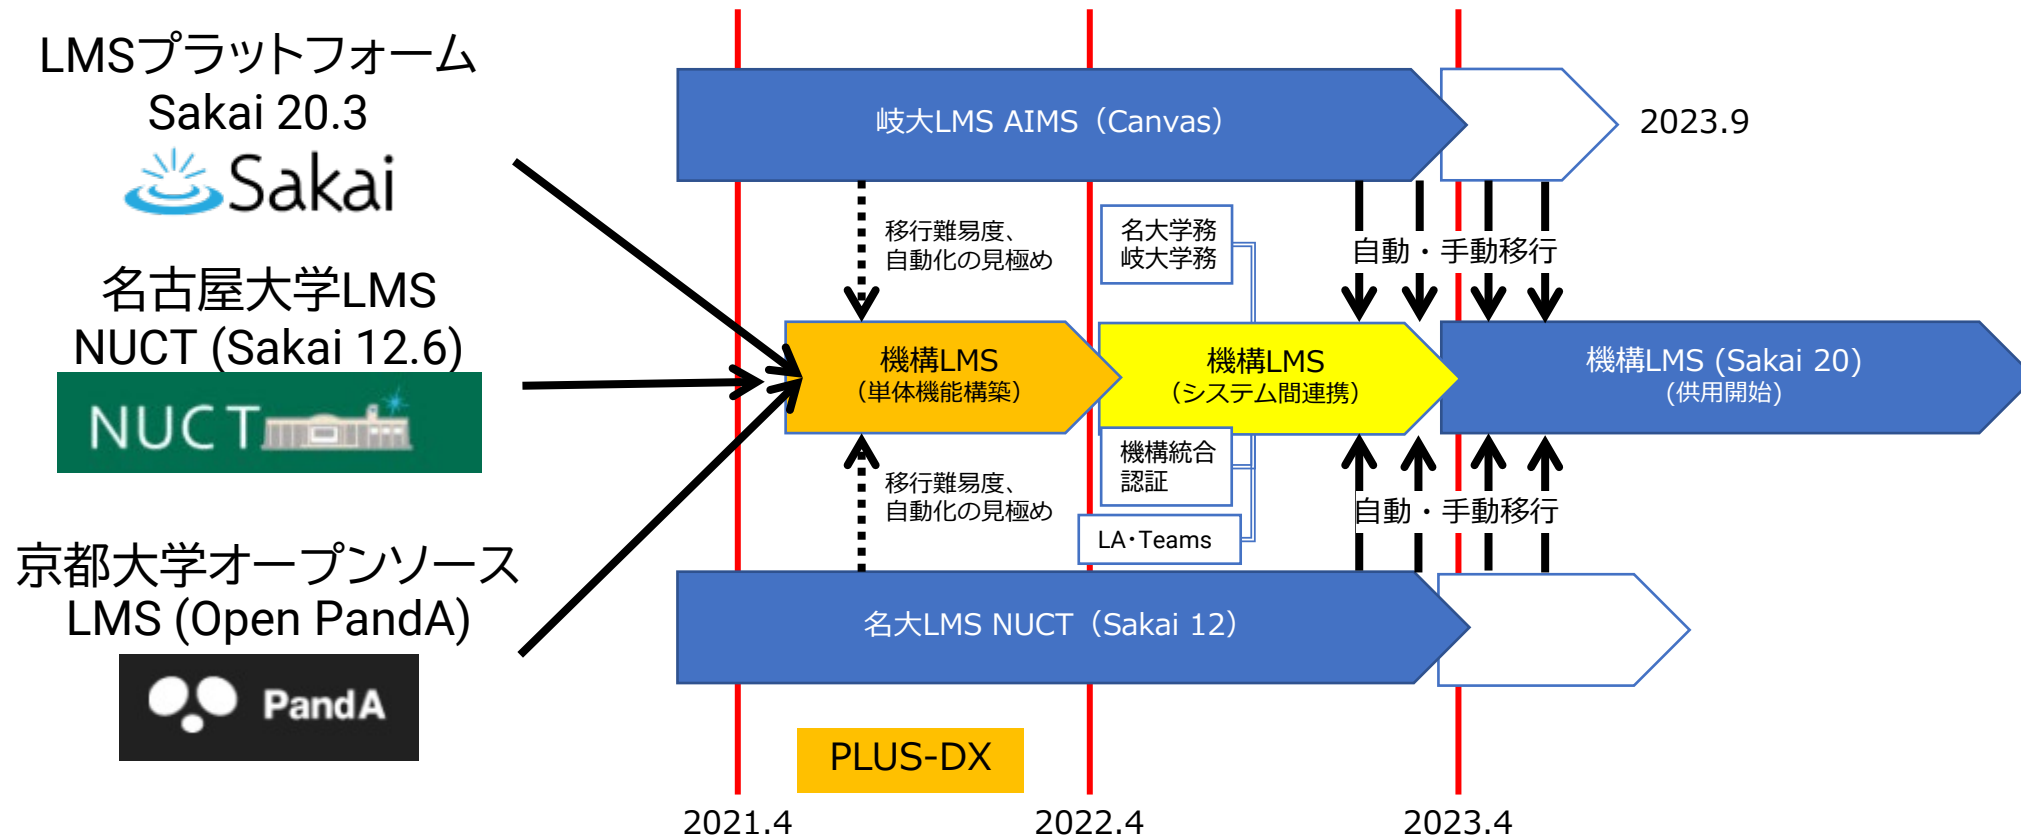 LMSプラットフォーム
Sakai 20.3
Sakai
名古屋大学LMS
NUCT (Sakai 12.6)
NUCT
京都大学オープンソース
LMS (Open PandA)
PandA
岐大LMS AIMS（Canvas）
2023.9
移行難易度、
自動化の見極め
名大学務
岐大学務
自動・手動移行
機構LMS
（単体機能構築）
機構LMS
（システム間連携）
機構LMS (Sakai 20)
(供用開始)
移行難易度、
自動化の見極め
機構統合
認証
LA・Teams
自動・手動移行
名大LMS NUCT（Sakai 12）
PLUS-DX
2021.4
2022.4
2023.4